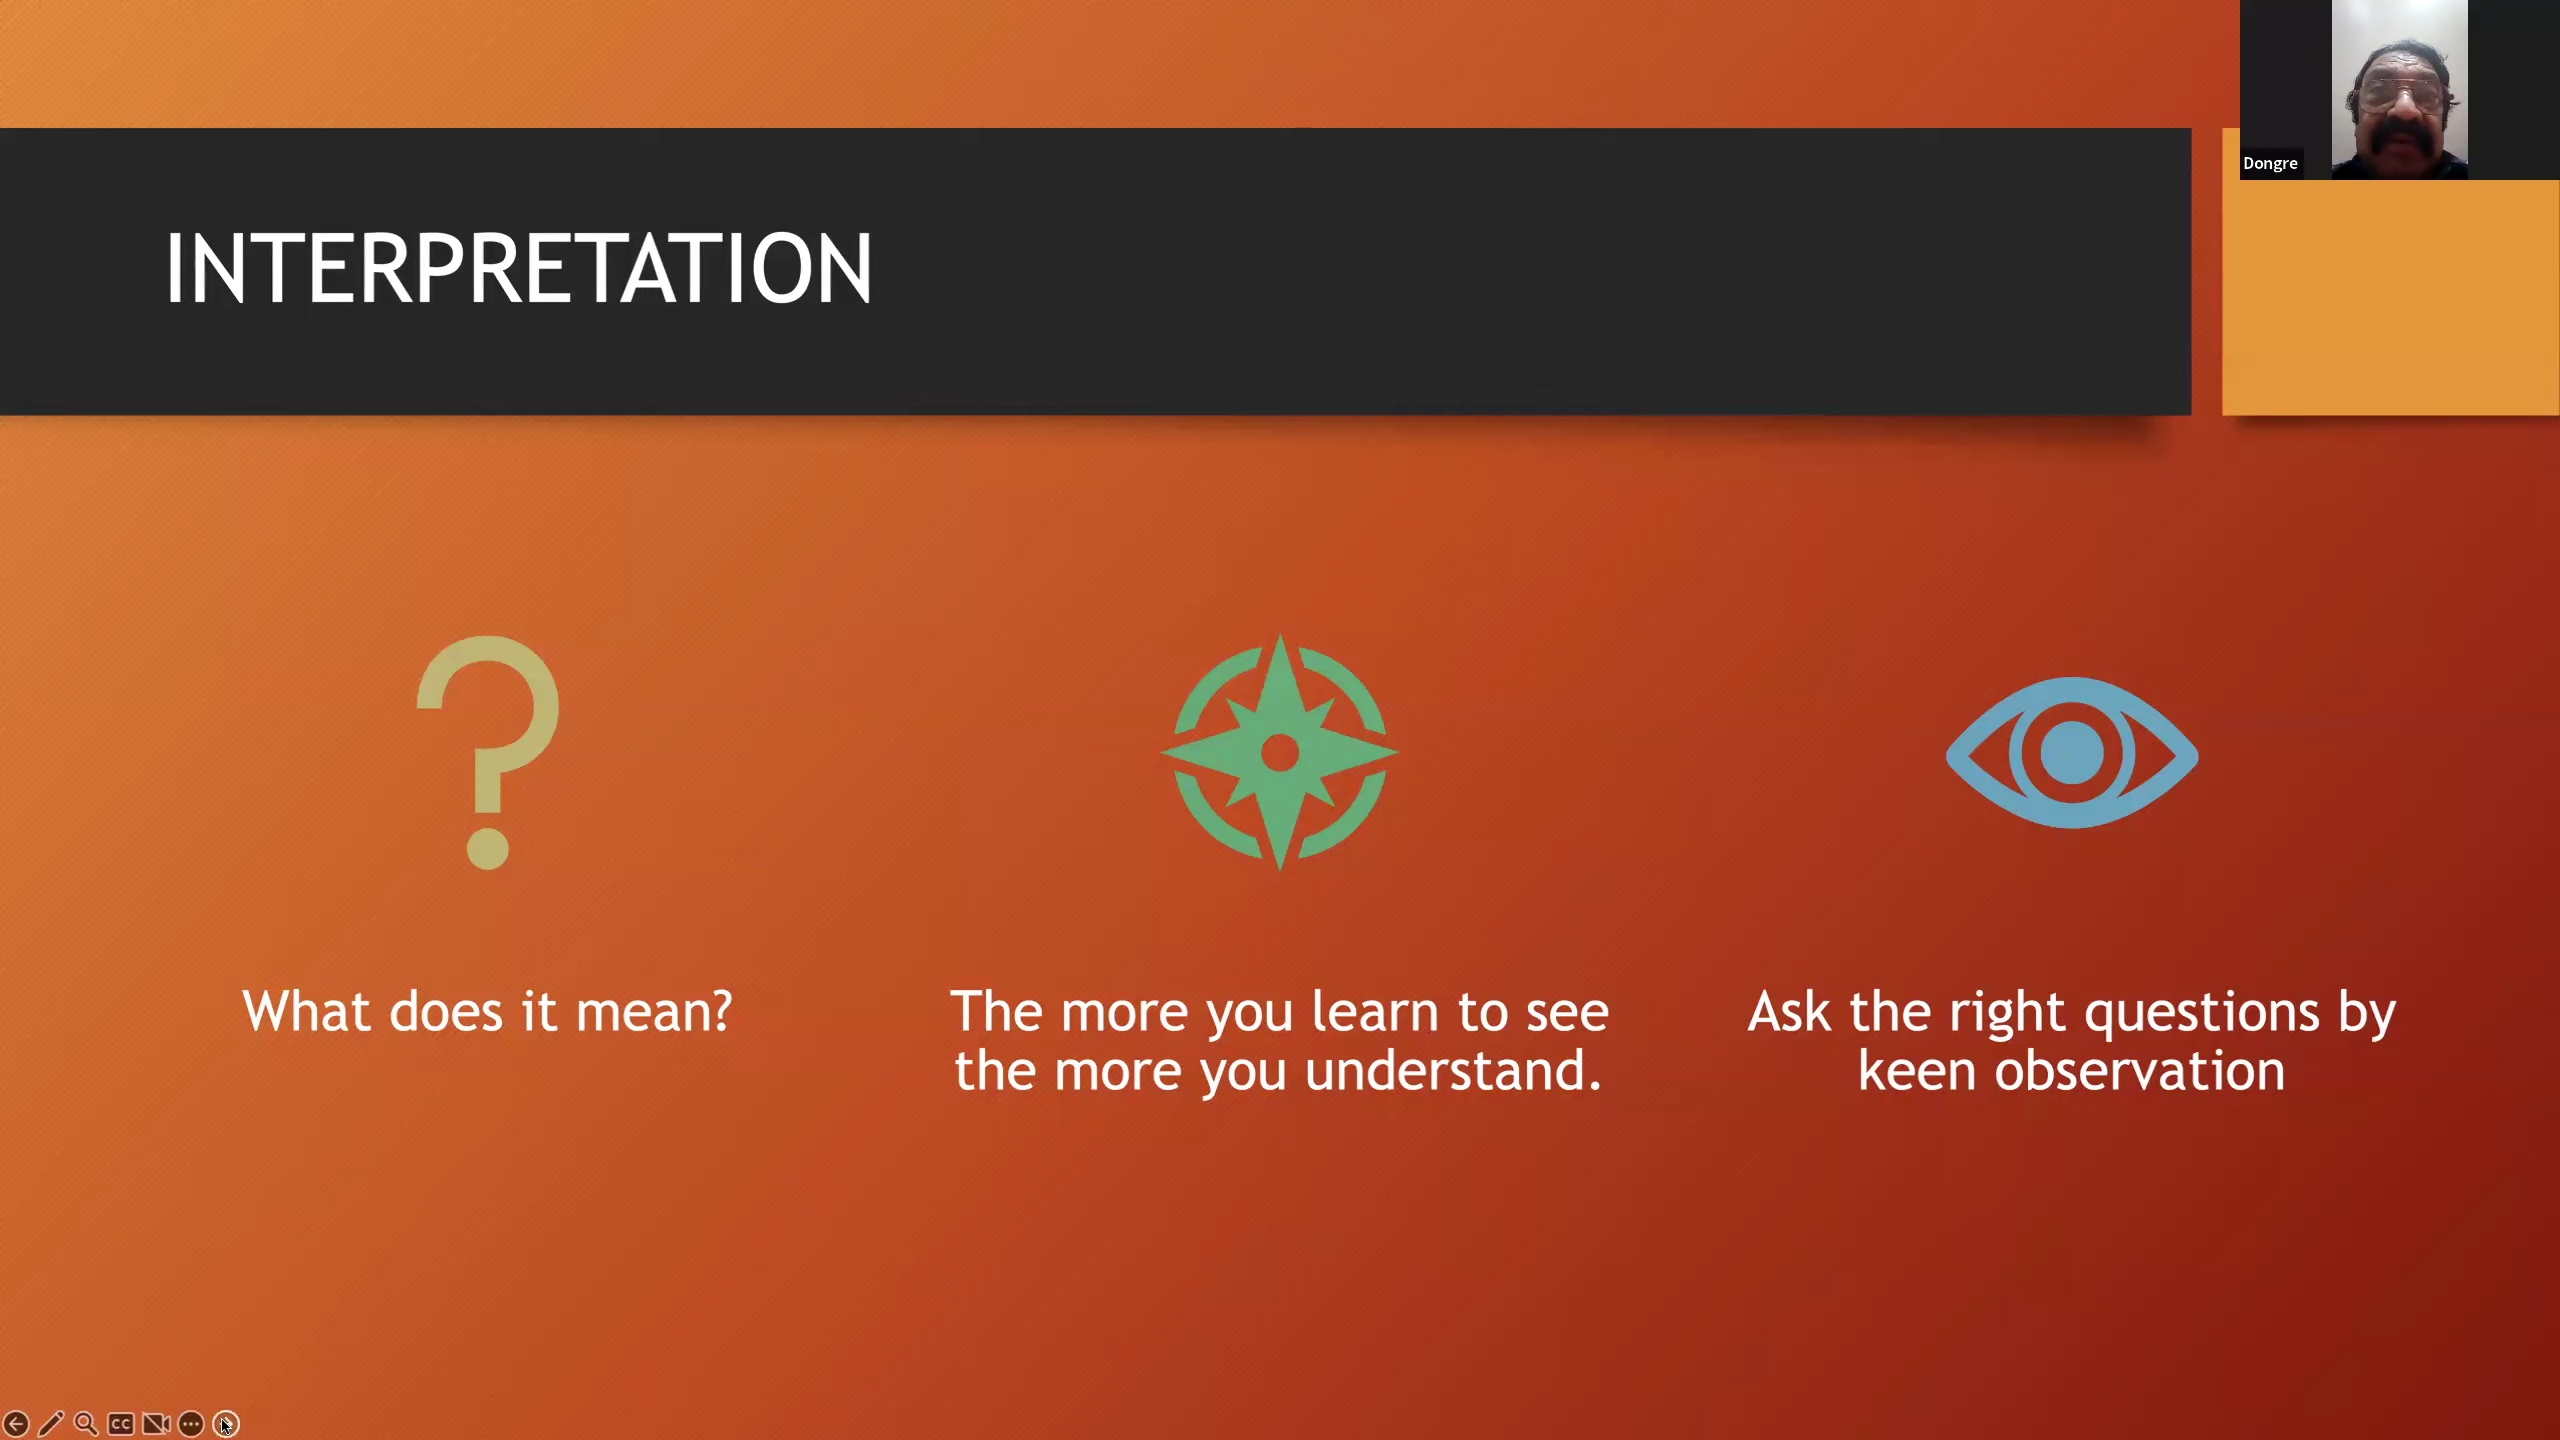 Dongre
INTERPRETATION
What does it mean?
The more you learn to see
the more you understand.
Ask the right questions by
keen observation
CC